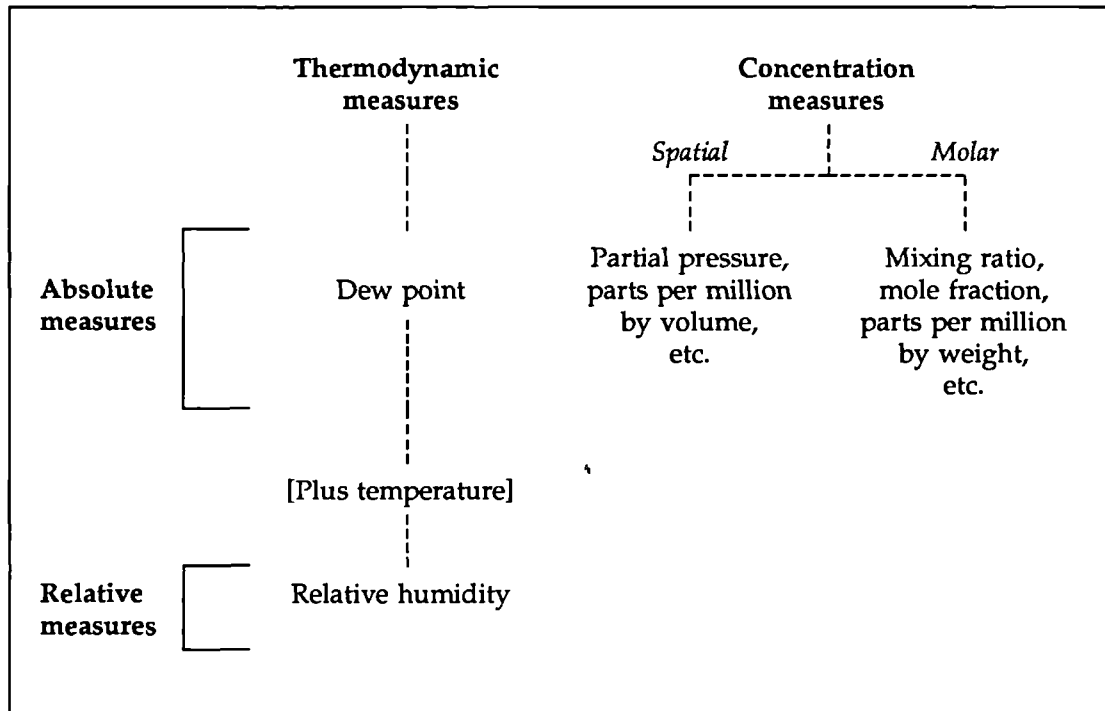 Thermodynamic
measures
Concentration
measures
Spatial
Molar
Absolute
measures
Dew point
Partial pressure,
parts per million
by volume,
etc.
Mixing ratio,
mole fraction,
parts per million
by weight,
etc.
[Plus temperature]
Relative
measures
Relative humidity